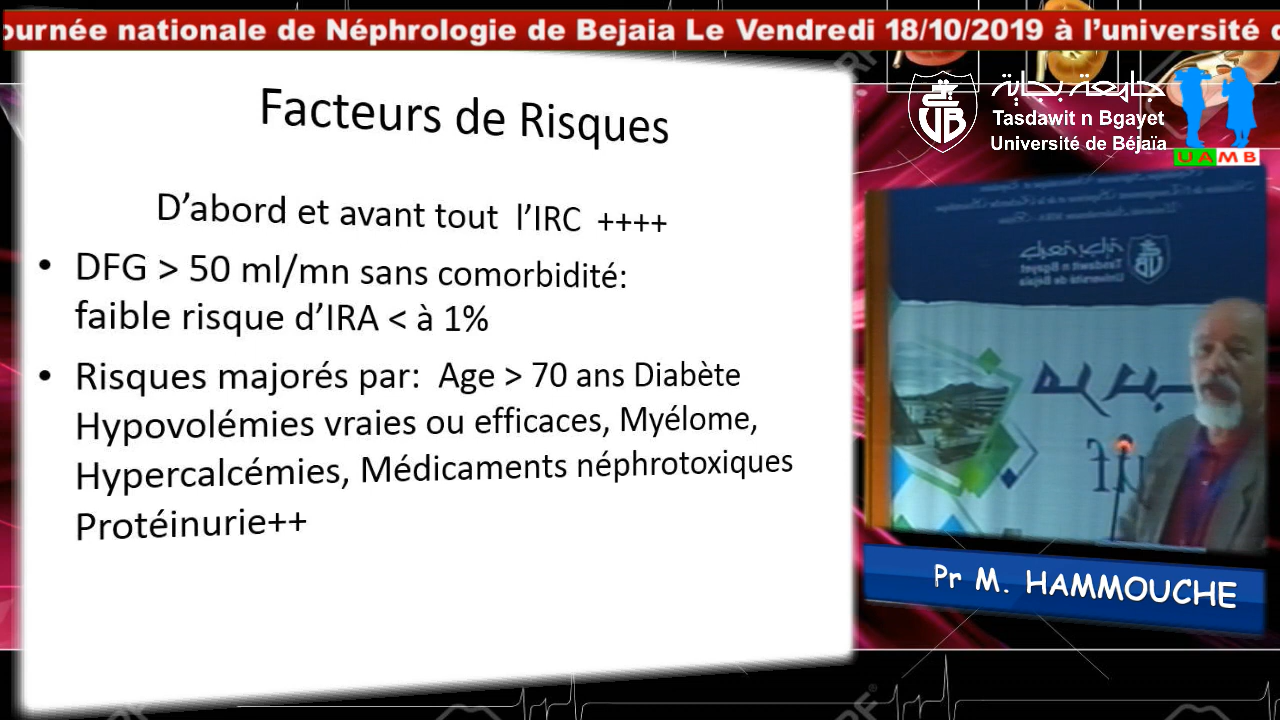 ournée nationale de Néphrologie de Bejaia Le Vendredi 18/10/2019 à l'université
Facteurs de Risques
D'abord et avant tout l'IRC ++++
• DFG > 50 ml/mn sans comorbidité:
faible risque d'IRA < à 1%
• Risques majorés par: Age > 70 ans Diabète
Hypovolémies vraies ou efficaces, Myélome,
Hypercalcémies, Médicaments néphrotoxiques
Protéinurie++
جامعة بجاية
Tasdawit n Bgayet
Université de Béjaïa
UAMB
Pr M. HAMMOUCHE